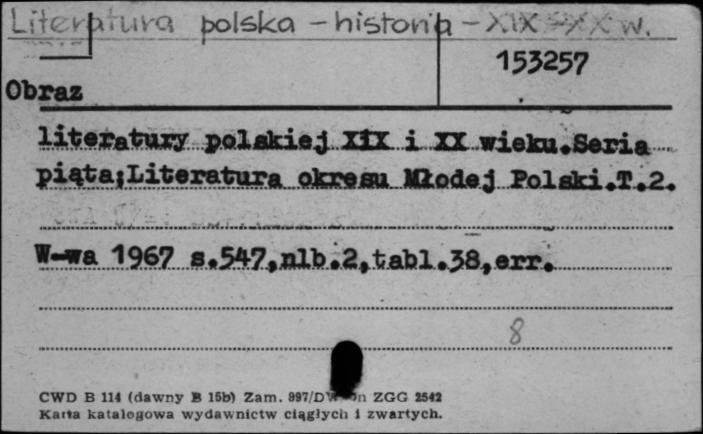 Literatura polska – historia – XIX – XX w.
153257
Obraz
literatury polskiej XIX i XX wieku.Seria
piąta;Literatura okresu Młodej Polski.T.2.
W-wa 1967 s.547,nlb.2,tabl.38,err.
8
CWD B 114 (dawny B 15b) Zam. 997/DW ZGG 2542
Karta katalogowa wydawnictw ciągłych i zwartych.